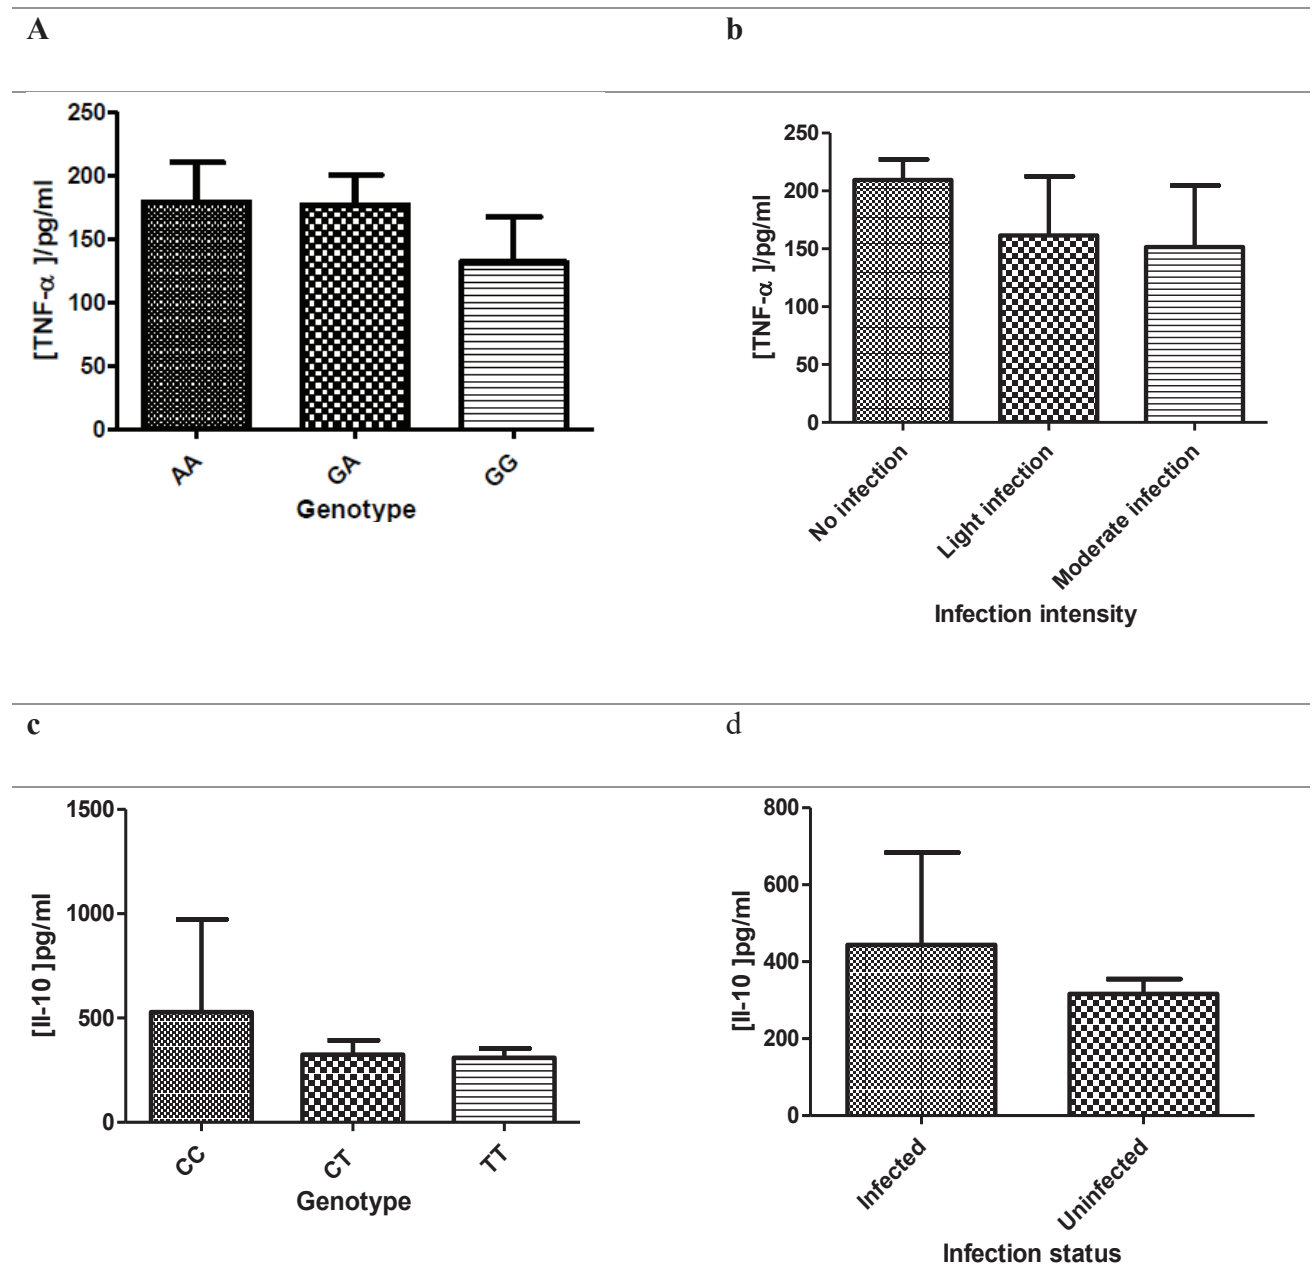 A
b
250
200
150
100
50
0
[TNF-α ]/pg/ml
AA
GA
GG
Genotype
250
200
150
100
50
0
[TNF-α ]/pg/ml
No infection
Light infection
Moderate infection
Infection intensity
c
d
1500
1000
500
0
[Il-10 ]pg/ml
CC
CT
TT
Genotype
800
600
400
200
0
[Il-10 ]pg/ml
Infected
Uninfected
Infection status